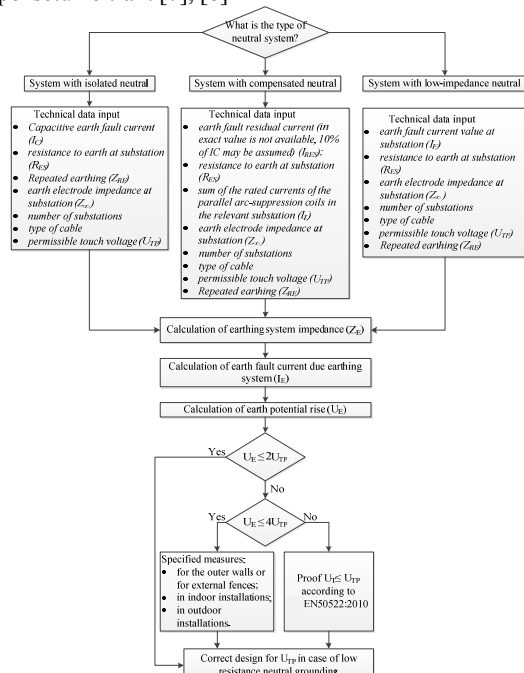 What is the type of
neutral system?
System with isolated neutral
System with compensated neutral
System with low-impedance neutral
Technical data input
• Capacitive earth fault current
(IC)
• resistance to earth at substation
(RES)
• Repeated earthing (ZRE)
• earth electrode impedance at
substation (Z∞)
• number of substations
• type of cable
• permissible touch voltage (UTP)
Technical data input
• earth fault residual current (in
exact value is not available, 10%
of IC may be assumed) (IRES);
• resistance to earth at substation
(RES)
• sum of the rated currents of the
parallel arc-suppression coils in
the relevant substation (IL)
• earth electrode impedance at
substation (Z∞)
• number of substations
• type of cable
• permissible touch voltage (UTP)
• Repeated earthing (ZRE)
Technical data input
• earth fault current value at
substation (IF)
• resistance to earth at substation
(RES)
• earth electrode impedance at
substation (Z∞)
• number of substations
• type of cable
• permissible touch voltage (UTP)
• Repeated earthing (ZRE)
Calculation of earthing system impedance (ZE)
Calculation of earth fault current due earthing
system (IE)
Calculation of earth potential rise (UE)
Yes
UE ≤ 2UTP
No
Yes
UE ≤ 4UTP
No
Specified measures:
• for the outer walls or
for external fences;
• in indoor installations;
• in outdoor
installations.
Proof UT ≤ UTP
according to
EN50522:2010
Correct design for UTP in case of low
resistance neutral grounding